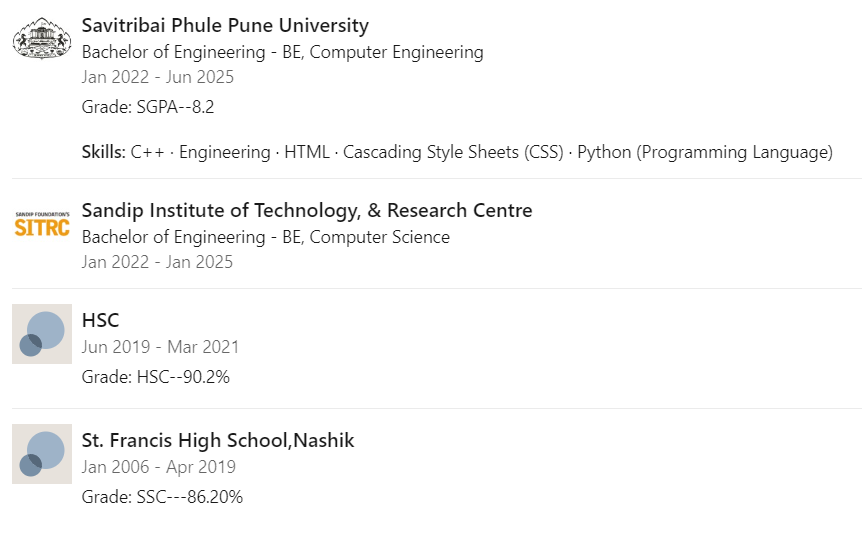 Savitribai Phule Pune University
Bachelor of Engineering - BE, Computer Engineering
Jan 2022 - Jun 2025
Grade: SGPA--8.2
Skills: C++ · Engineering · HTML · Cascading Style Sheets (CSS) · Python (Programming Language)
SANDIP FOUNDATION'S
SITRC
Sandip Institute of Technology, & Research Centre
Bachelor of Engineering - BE, Computer Science
Jan 2022 - Jan 2025
HSC
Jun 2019 - Mar 2021
Grade: HSC--90.2%
St. Francis High School,Nashik
Jan 2006 - Apr 2019
Grade: SSC---86.20%